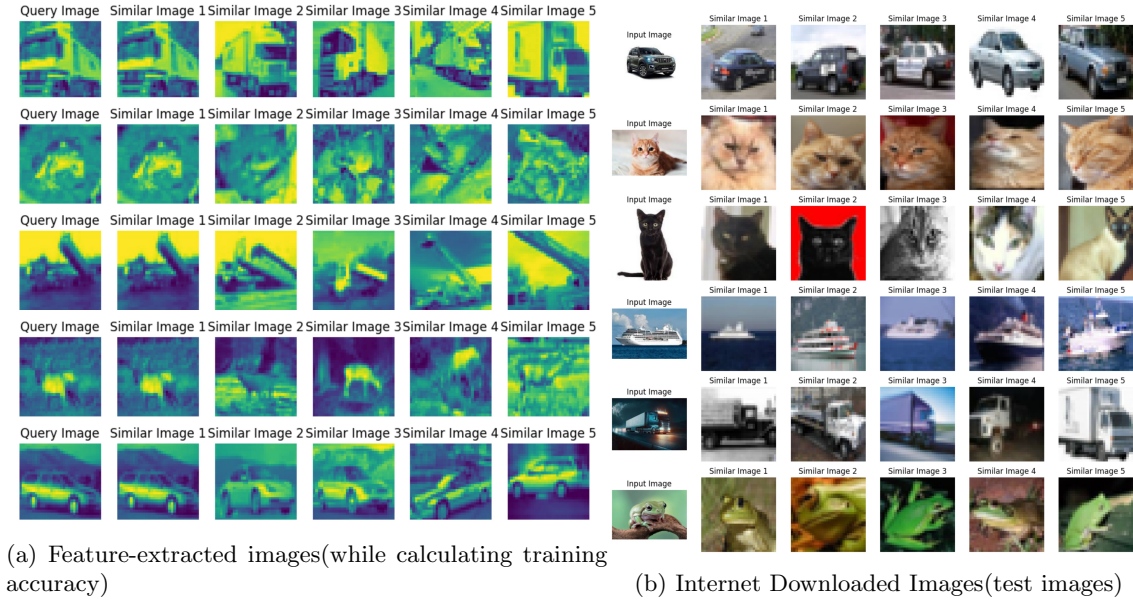 Query Image Similar Image 1 Similar Image 2 Similar Image 3 Similar Image 4 Similar Image 5
Query Image Similar Image 1 Similar Image 2 Similar Image 3 Similar Image 4 Similar Image 5
Query Image Similar Image 1 Similar Image 2 Similar Image 3 Similar Image 4 Similar Image 5
Query Image Similar Image 1 Similar Image 2 Similar Image 3 Similar Image 4 Similar Image 5
Query Image Similar Image 1 Similar Image 2 Similar Image 3 Similar Image 4 Similar Image 5
(a) Feature-extracted images(while calculating training
accuracy)
Similar Image 1 Similar Image 2 Similar Image 3 Similar Image 4 Similar Image 5
Input Image
Similar Image 1 Similar Image 2 Similar Image 3 Similar Image 4 Similar Image 5
Input Image
Similar Image 1 Similar Image 2 Similar Image 3 Similar Image 4 Similar Image 5
Input Image
Similar Image 1 Similar Image 2 Similar Image 3 Similar Image 4 Similar Image 5
Input Image
Similar Image 1 Similar Image 2 Similar Image 3 Similar Image 4 Similar Image 5
Input Image
Similar Image 1 Similar Image 2 Similar Image 3 Similar Image 4 Similar Image 5
Input Image
(b) Internet Downloaded Images(test images)